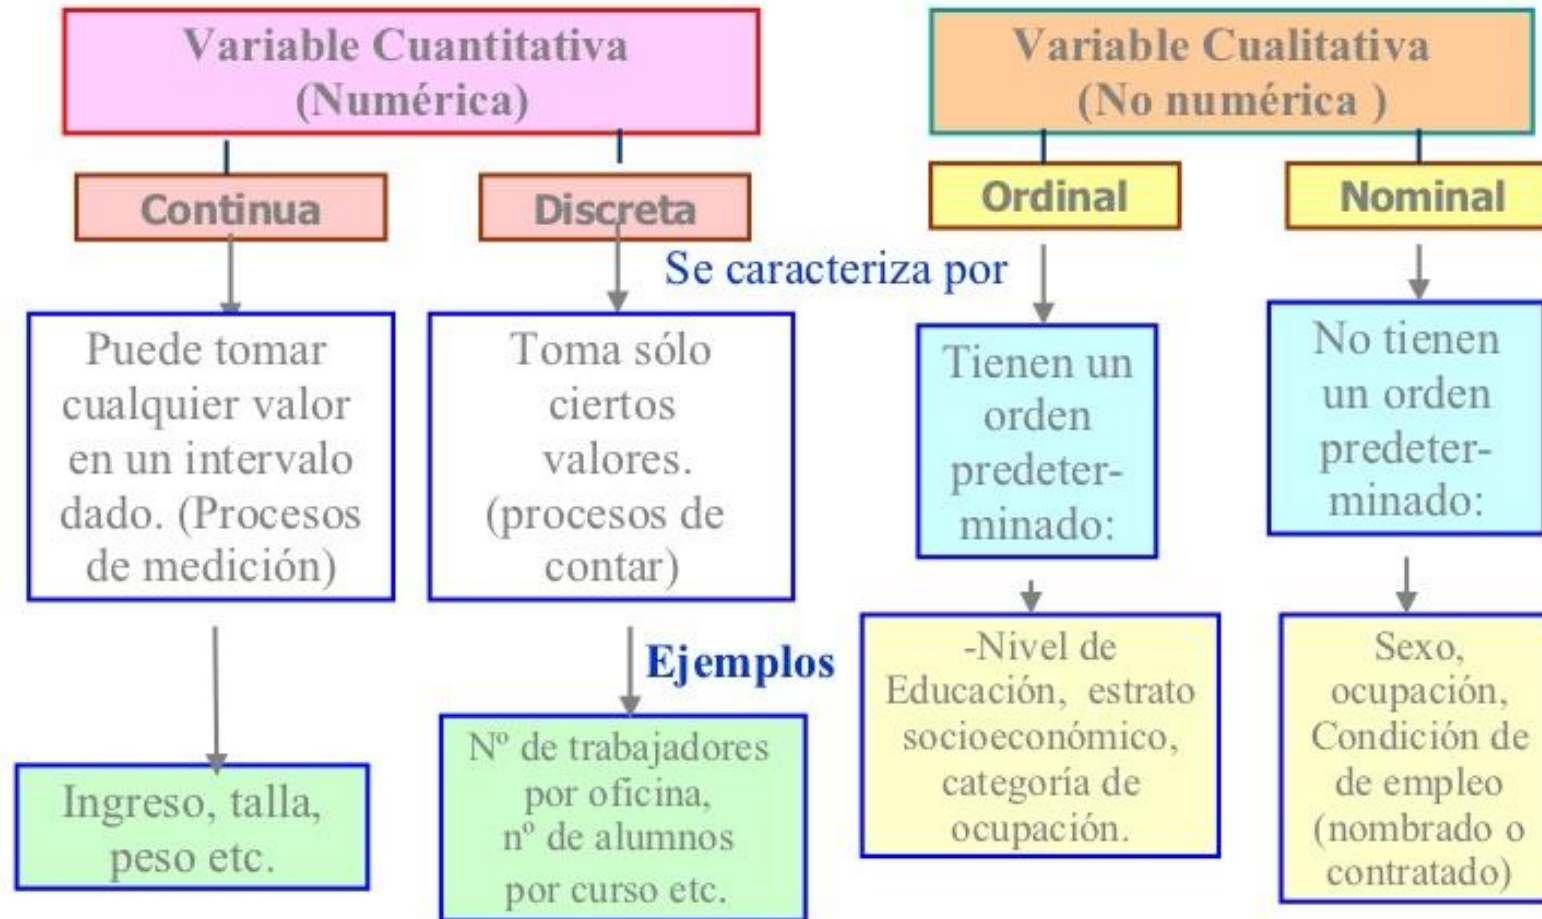 Variable Cuantitativa
(Numérica)
Variable Cualitativa
(No numérica )
Continua
Discreta
Ordinal
Nominal
Se caracteriza por
Puede tomar
cualquier valor
en un intervalo
dado. (Procesos
de medición)
Toma sólo
ciertos
valores.
(procesos de
contar)
Tienen un
orden
predeter-
minado:
No tienen
un orden
predeter-
minado:
Ejemplos
Ingreso, talla,
peso etc.
Nº de trabajadores
por oficina,
nº de alumnos
por curso etc.
-Nivel de
Educación, estrato
socioeconómico,
categoría de
ocupación.
Sexo,
ocupación,
Condición de
de empleo
(nombrado o
contratado)